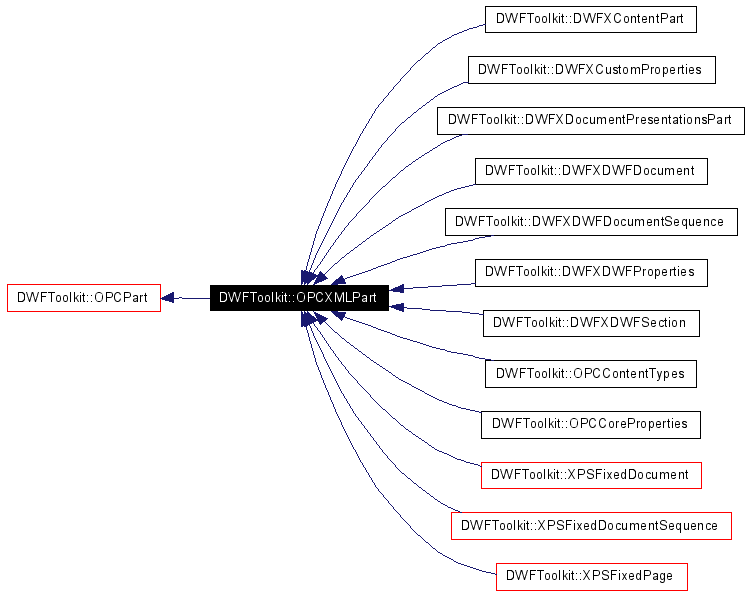 DWFToolkit::DWFXContentPart
DWFToolkit::DWFXCustomProperties
DWFToolkit::DWFXDocumentPresentationsPart
DWFToolkit::DWFXDWFDocument
DWFToolkit::DWFXDWFDocumentSequence
DWFToolkit::DWFXDWFProperties
DWFToolkit::OPCPart
DWFToolkit::OPCXMLPart
DWFToolkit::DWFXDWFSection
DWFToolkit::OPCContentTypes
DWFToolkit::OPCCoreProperties
DWFToolkit::XPSFixedDocument
DWFToolkit::XPSFixedDocumentSequence
DWFToolkit::XPSFixedPage